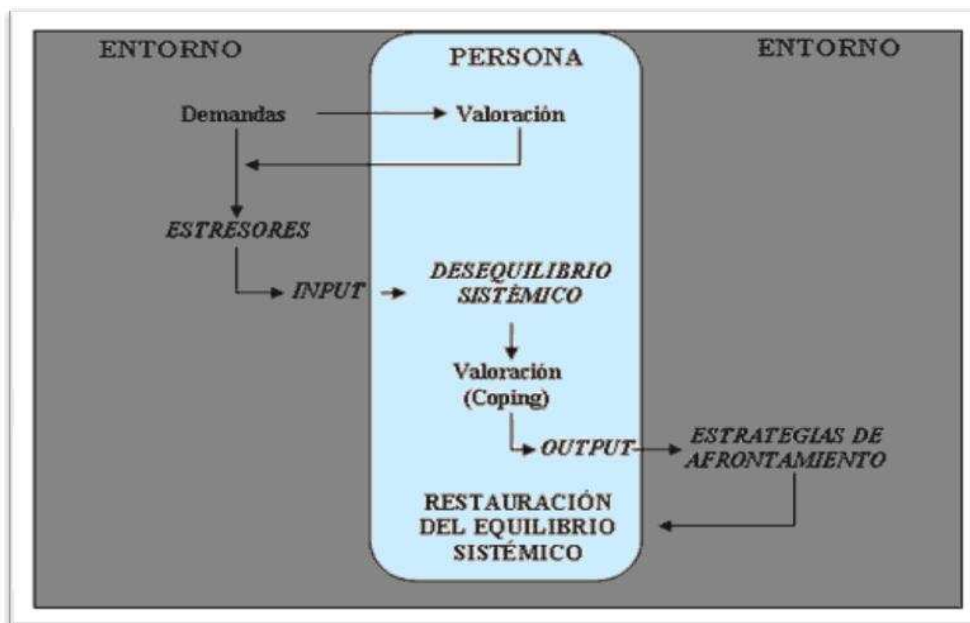 ENTORNO
PERSONA
ENTORNO
Demandas
Valoración
ESTRESORES
INPUT
DESEQUILIBRIO
SISTÉMICO
Valoración
(Coping)
OUTPUT
ESTRATEGIAS DE
AFRONTAMIENTO
RESTAURACIÓN
DEL EQUILIBRIO
SISTÉMICO